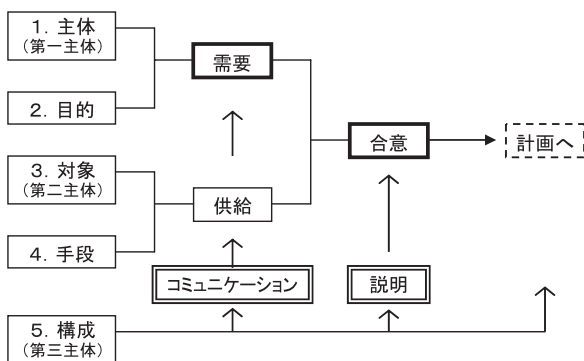 1. 主体
(第一主体)
需要
2. 目的
合意
計画へ
3. 対象
(第二主体)
供給
4. 手段
コミュニケーション
説明
5. 構成
(第三主体)